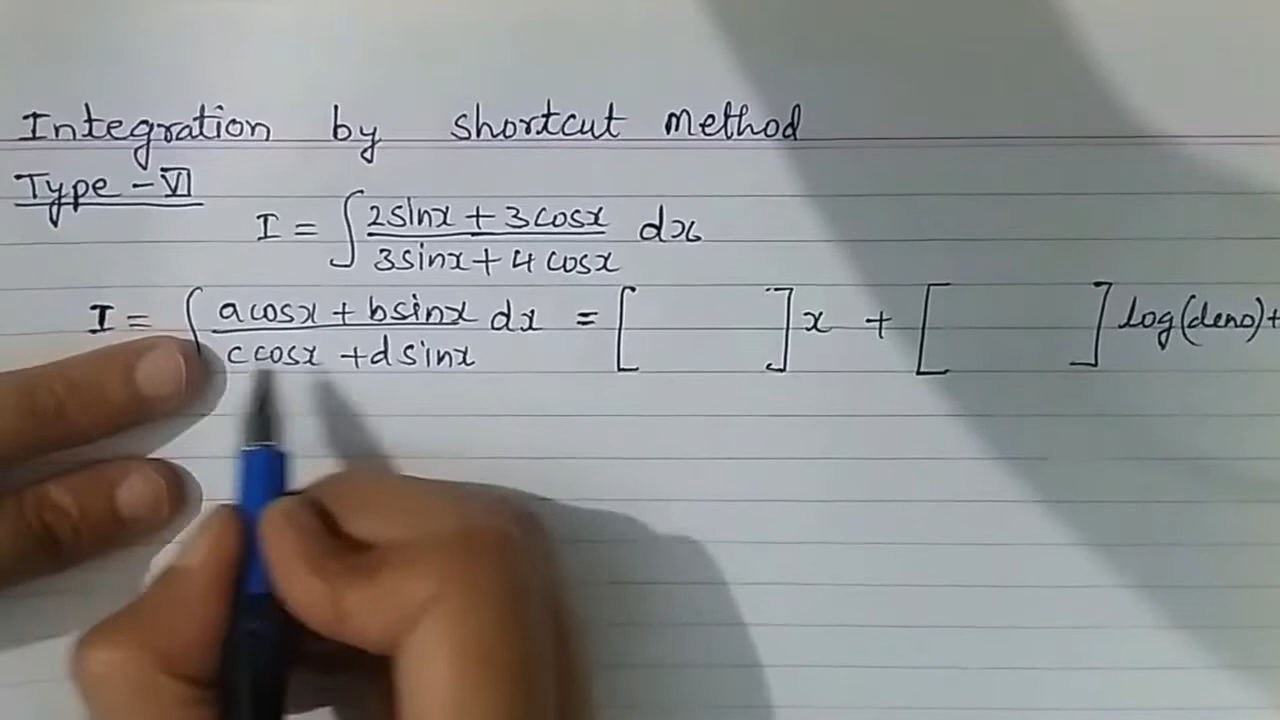 Integration by shortcut method
Type - VI
I = ∫ (2sinx + 3cosx)/(3sinx + 4cosx) dx
I = ∫ (acosx + bsinx)/(ccosx + dsinx) dx = [ ] x + [ ] log(deno) +